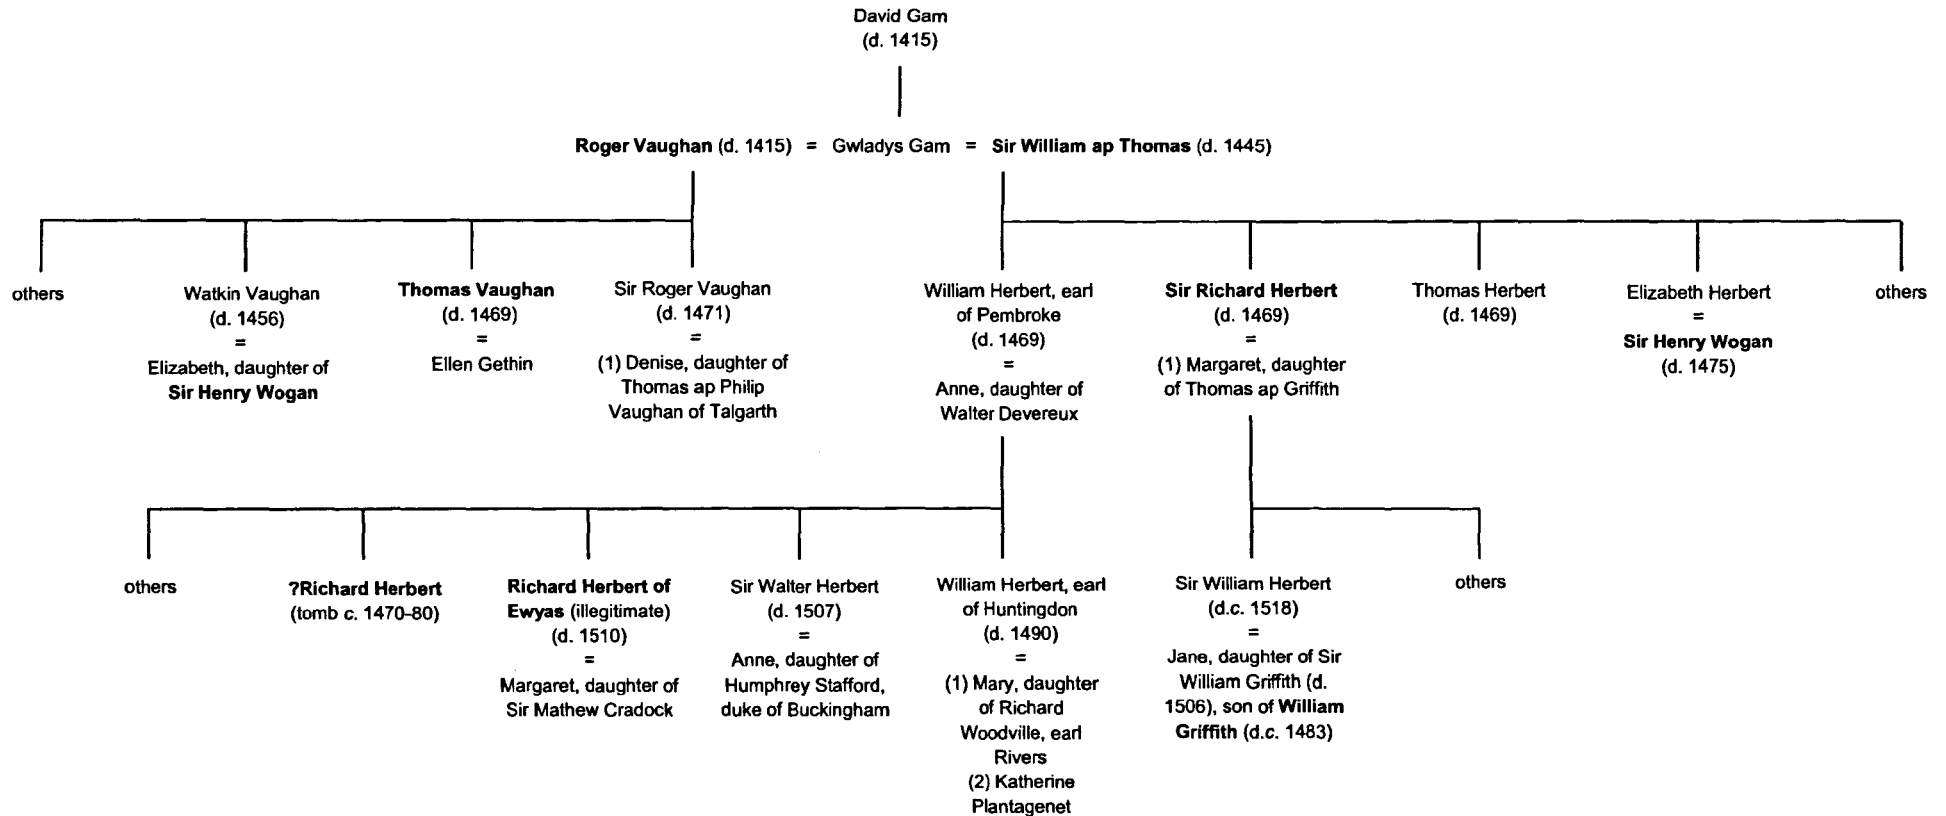 David Gam
(d. 1415)
Roger Vaughan (d. 1415) = Gwladys Gam = Sir William ap Thomas (d. 1445)
others
Watkin Vaughan
(d. 1456)
=
Elizabeth, daughter of
Sir Henry Wogan
Thomas Vaughan
(d. 1469)
=
Ellen Gethin
Sir Roger Vaughan
(d. 1471)
=
(1) Denise, daughter of
Thomas ap Philip
Vaughan of Talgarth
William Herbert, earl
of Pembroke
(d. 1469)
=
Anne, daughter of
Walter Devereux
Sir Richard Herbert
(d. 1469)
=
(1) Margaret, daughter
of Thomas ap Griffith
Thomas Herbert
(d. 1469)
Elizabeth Herbert
=
Sir Henry Wogan
(d. 1475)
others
others
?Richard Herbert
(tomb c. 1470-80)
Richard Herbert of
Ewyas (illegitimate)
(d. 1510)
=
Margaret, daughter of
Sir Mathew Cradock
Sir Walter Herbert
(d. 1507)
=
Anne, daughter of
Humphrey Stafford,
duke of Buckingham
William Herbert, earl
of Huntingdon
(d. 1490)
=
(1) Mary, daughter
of Richard
Woodville, earl
Rivers
(2) Katherine
Plantagenet
Sir William Herbert
(d.c. 1518)
=
Jane, daughter of Sir
William Griffith (d.
1506), son of William
Griffith (d.c. 1483)
others